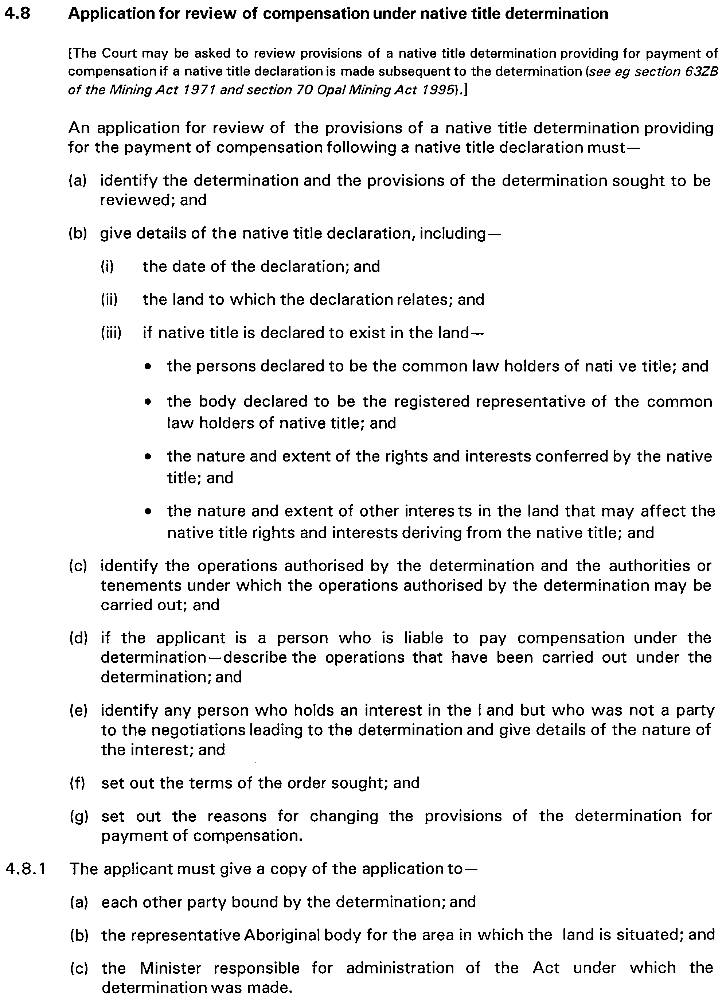 4.8 Application for review of compensation under native title determination
[The Court may be asked to review provisions of a native title determination providing for payment of
compensation if a native title declaration is made subsequent to the determination (see eg section 63ZB
of the Mining Act 1971 and section 70 Opal Mining Act 1995).]
An application for review of the provisions of a native title determination providing
for the payment of compensation following a native title declaration must—
(a) identify the determination and the provisions of the determination sought to be
reviewed; and
(b) give details of the native title declaration, including—
(i) the date of the declaration; and
(ii) the land to which the declaration relates; and
(iii) if native title is declared to exist in the land—
• the persons declared to be the common law holders of nati ve title; and
• the body declared to be the registered representative of the common
law holders of native title; and
• the nature and extent of the rights and interests conferred by the native
title; and
• the nature and extent of other interes ts in the land that may affect the
native title rights and interests deriving from the native title; and
(c) identify the operations authorised by the determination and the authorities or
tenements under which the operations authorised by the determination may be
carried out; and
(d) if the applicant is a person who is liable to pay compensation under the
determination—describe the operations that have been carried out under the
determination; and
(e) identify any person who holds an interest in the l and but who was not a party
to the negotiations leading to the determination and give details of the nature of
the interest; and
(f) set out the terms of the order sought; and
(g) set out the reasons for changing the provisions of the determination for
payment of compensation.
4.8.1 The applicant must give a copy of the application to—
(a) each other party bound by the determination; and
(b) the representative Aboriginal body for the area in which the land is situated; and
(c) the Minister responsible for administration of the Act under which the
determination was made.